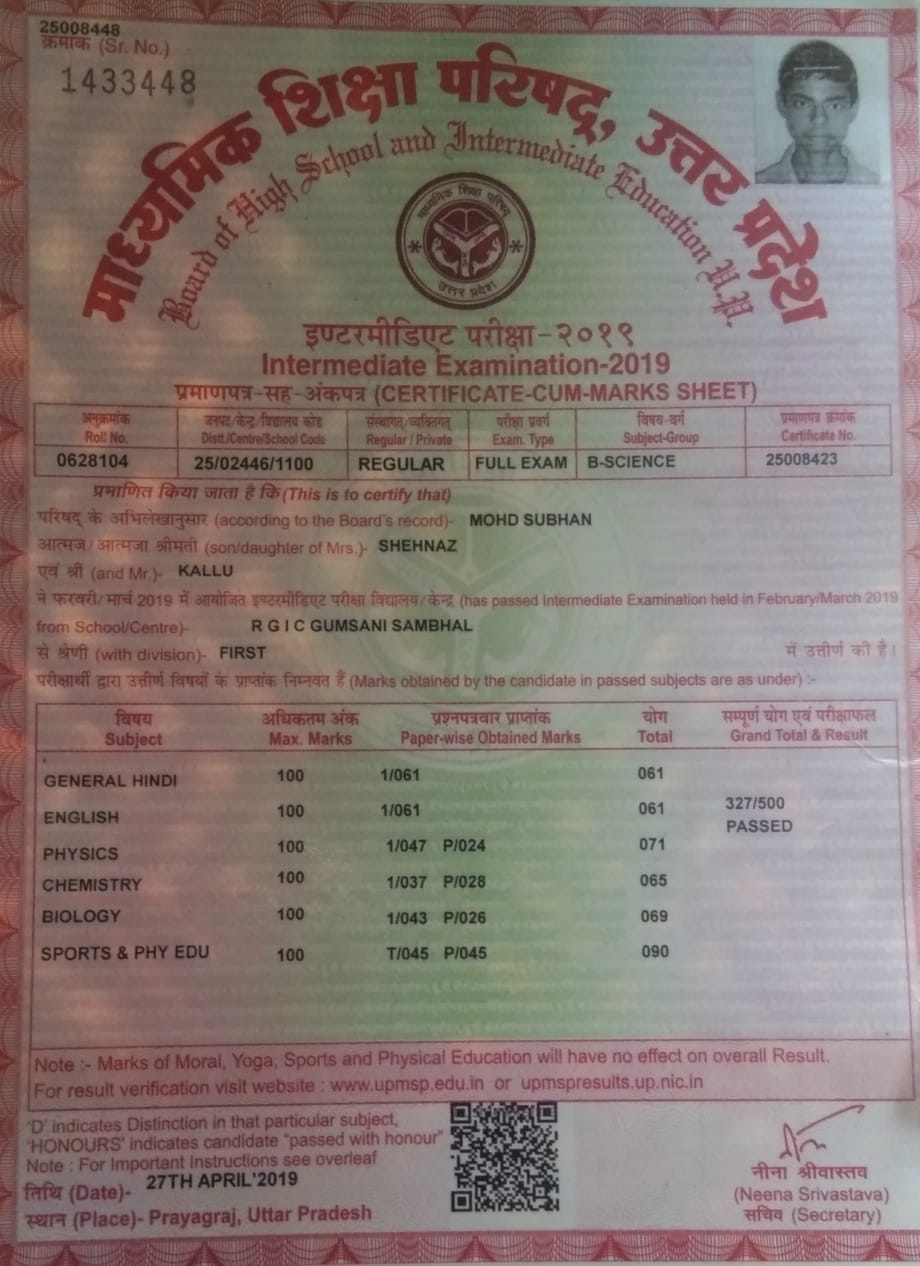 25008448
क्रमांक (Sr. No.)
1433448
माध्यमिक शिक्षा परिषद्, उत्तर प्रदेश
Board of High School and Intermediate Education U.P.
माध्यमिक शिक्षा परिषद्
उत्तर प्रदेश
इण्टरमीडिएट परीक्षा-२०१९
Intermediate Examination-2019
प्रमाणपत्र-सह-अंकपत्र (CERTIFICATE-CUM-MARKS SHEET)
अनुक्रमांक जनपद/केन्द्र/विद्यालय कोड संस्थागत्/व्यक्तिगत् परीक्षा प्रवर्ग विषय-वर्ग प्रमाणपत्र क्रमांक
Roll No. Distt./Centre/School Code Regular / Private Exam. Type Subject-Group Certificate No.
0628104 25/02446/1100 REGULAR FULL EXAM B-SCIENCE 25008423
प्रमाणित किया जाता है कि (This is to certify that)
परिषद् के अभिलेखानुसार (according to the Board's record)- MOHD SUBHAN
आत्मज/आत्मजा श्रीमती (son/daughter of Mrs.)- SHEHNAZ
एवं श्री (and Mr.)- KALLU
ने फरवरी/मार्च 2019 में आयोजित इण्टरमीडिएट परीक्षा विद्यालय/केन्द्र (has passed Intermediate Examination held in February/March 2019
from School/Centre)- R G I C GUMSANI SAMBHAL
से श्रेणी (with division)- FIRST में उत्तीर्ण की है।
परीक्षार्थी द्वारा उत्तीर्ण विषयों के प्राप्तांक निम्नवत हैं (Marks obtained by the candidate in passed subjects are as under) :-
विषय अधिकतम अंक प्रश्नपत्रवार प्राप्तांक योग सम्पूर्ण योग एवं परीक्षाफल
Subject Max. Marks Paper-wise Obtained Marks Total Grand Total & Result
GENERAL HINDI 100 1/061 061
ENGLISH 100 1/061 061 327/500
PASSED
PHYSICS 100 1/047 P/024 071
CHEMISTRY 100 1/037 P/028 065
BIOLOGY 100 1/043 P/026 069
SPORTS & PHY EDU 100 T/045 P/045 090
Note :- Marks of Moral, Yoga, Sports and Physical Education will have no effect on overall Result.
For result verification visit website : www.upmsp.edu.in or upmspresults.up.nic.in
'D' indicates Distinction in that particular subject,
'HONOURS' indicates candidate "passed with honour"
Note : For Important Instructions see overleaf
तिथि (Date)- 27TH APRIL'2019
स्थान (Place)- Prayagraj, Uttar Pradesh
नीना श्रीवास्तव
(Neena Srivastava)
सचिव (Secretary)